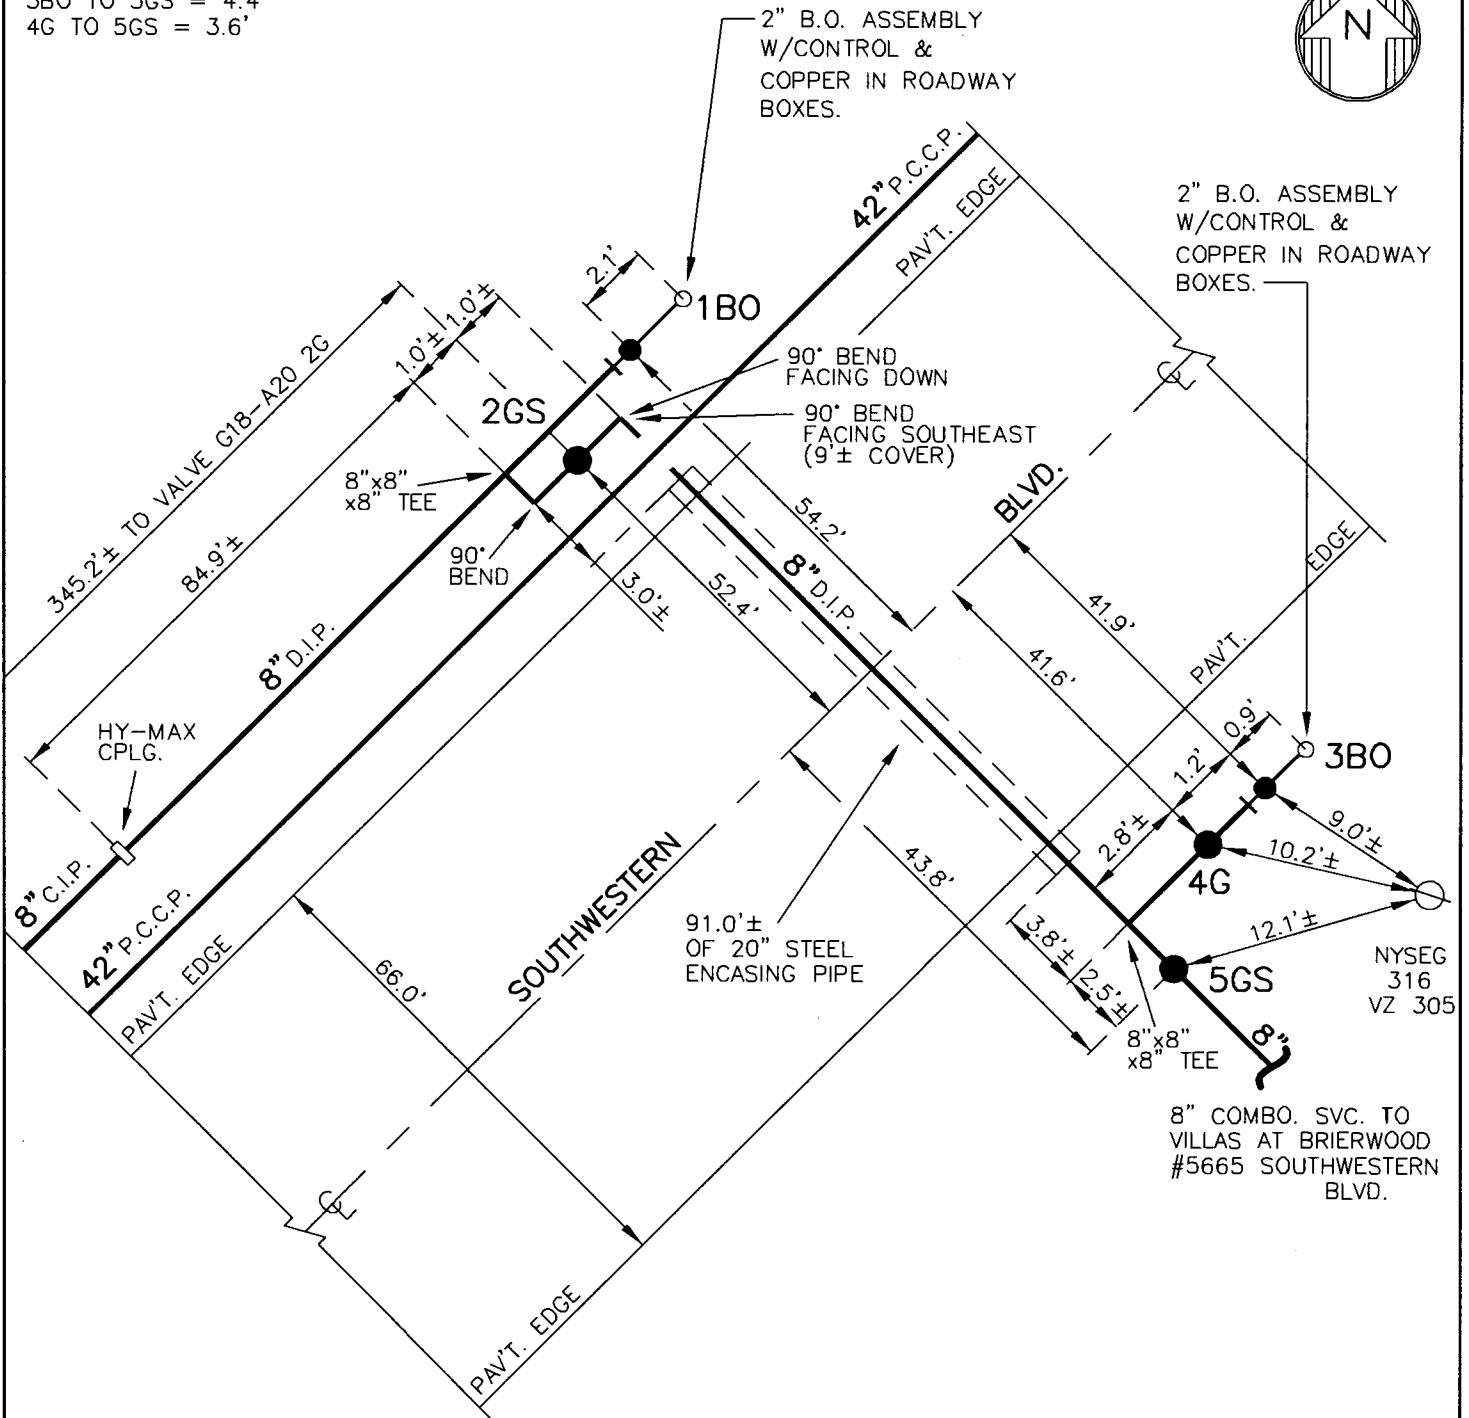 3BO TO 5GS = 4.4'
4G TO 5GS = 3.6'
2" B.O. ASSEMBLY
W/CONTROL &
COPPER IN ROADWAY
BOXES.
N
2" B.O. ASSEMBLY
W/CONTROL &
COPPER IN ROADWAY
BOXES.
42" P.C.C.P.
PAV'T. EDGE
2.1'
1BO
1.0'±
1.0'±
345.2'± TO VALVE G18-A20 2G
84.9'±
2GS
90° BEND
FACING DOWN
90° BEND
FACING SOUTHEAST
(9'± COVER)
8"x8"
x8" TEE
90°
BEND
3.0'±
52.4'
54.2'
8" D.I.P.
8" D.I.P.
BLVD.
CL
41.9'
41.6'
PAV'T. EDGE
0.9'
1.2'
2.8'±
3BO
4G
9.0'±
10.2'±
12.1'±
NYSEG
316
VZ 305
HY-MAX
CPLG.
8" C.I.P.
42" P.C.C.P.
PAV'T. EDGE
66.0'
SOUTHWESTERN
43.8'
91.0'±
OF 20" STEEL
ENCASING PIPE
3.8'±
2.5'±
5GS
8"x8"
x8" TEE
8"
8" COMBO. SVC. TO
VILLAS AT BRIERWOOD
#5665 SOUTHWESTERN
BLVD.
CL
PAV'T. EDGE